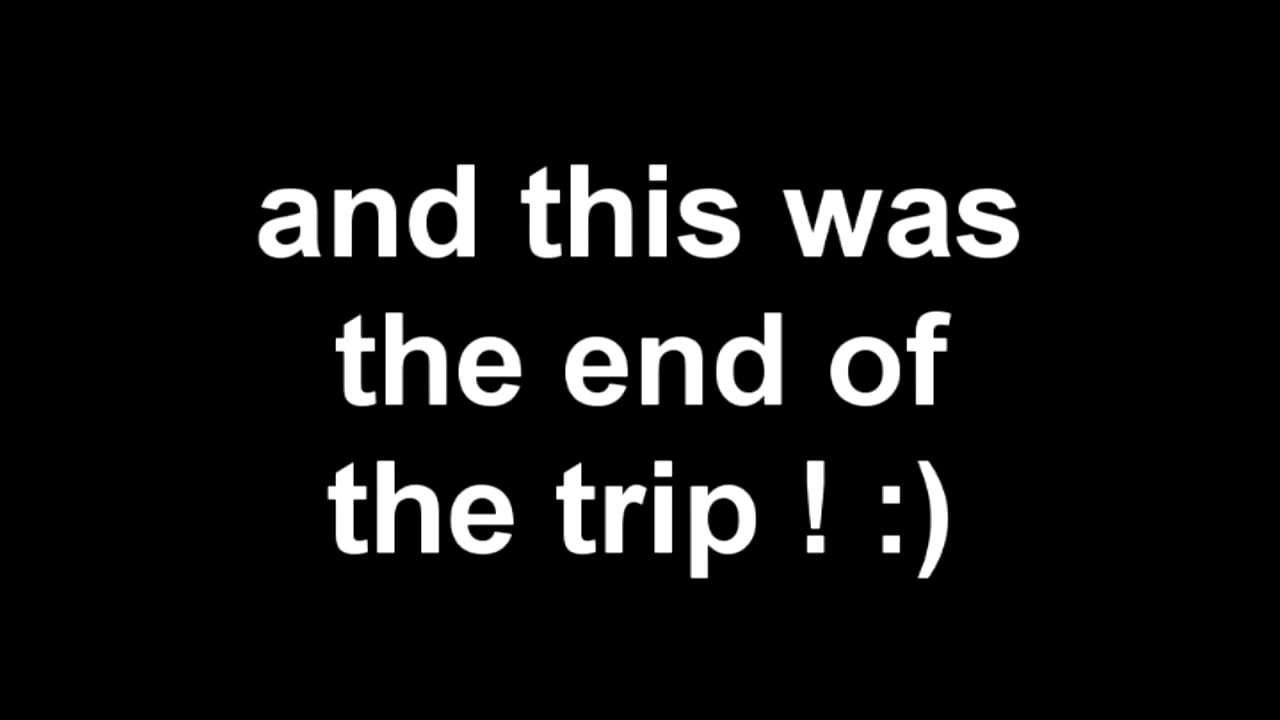 and this was
the end of
the trip ! :)